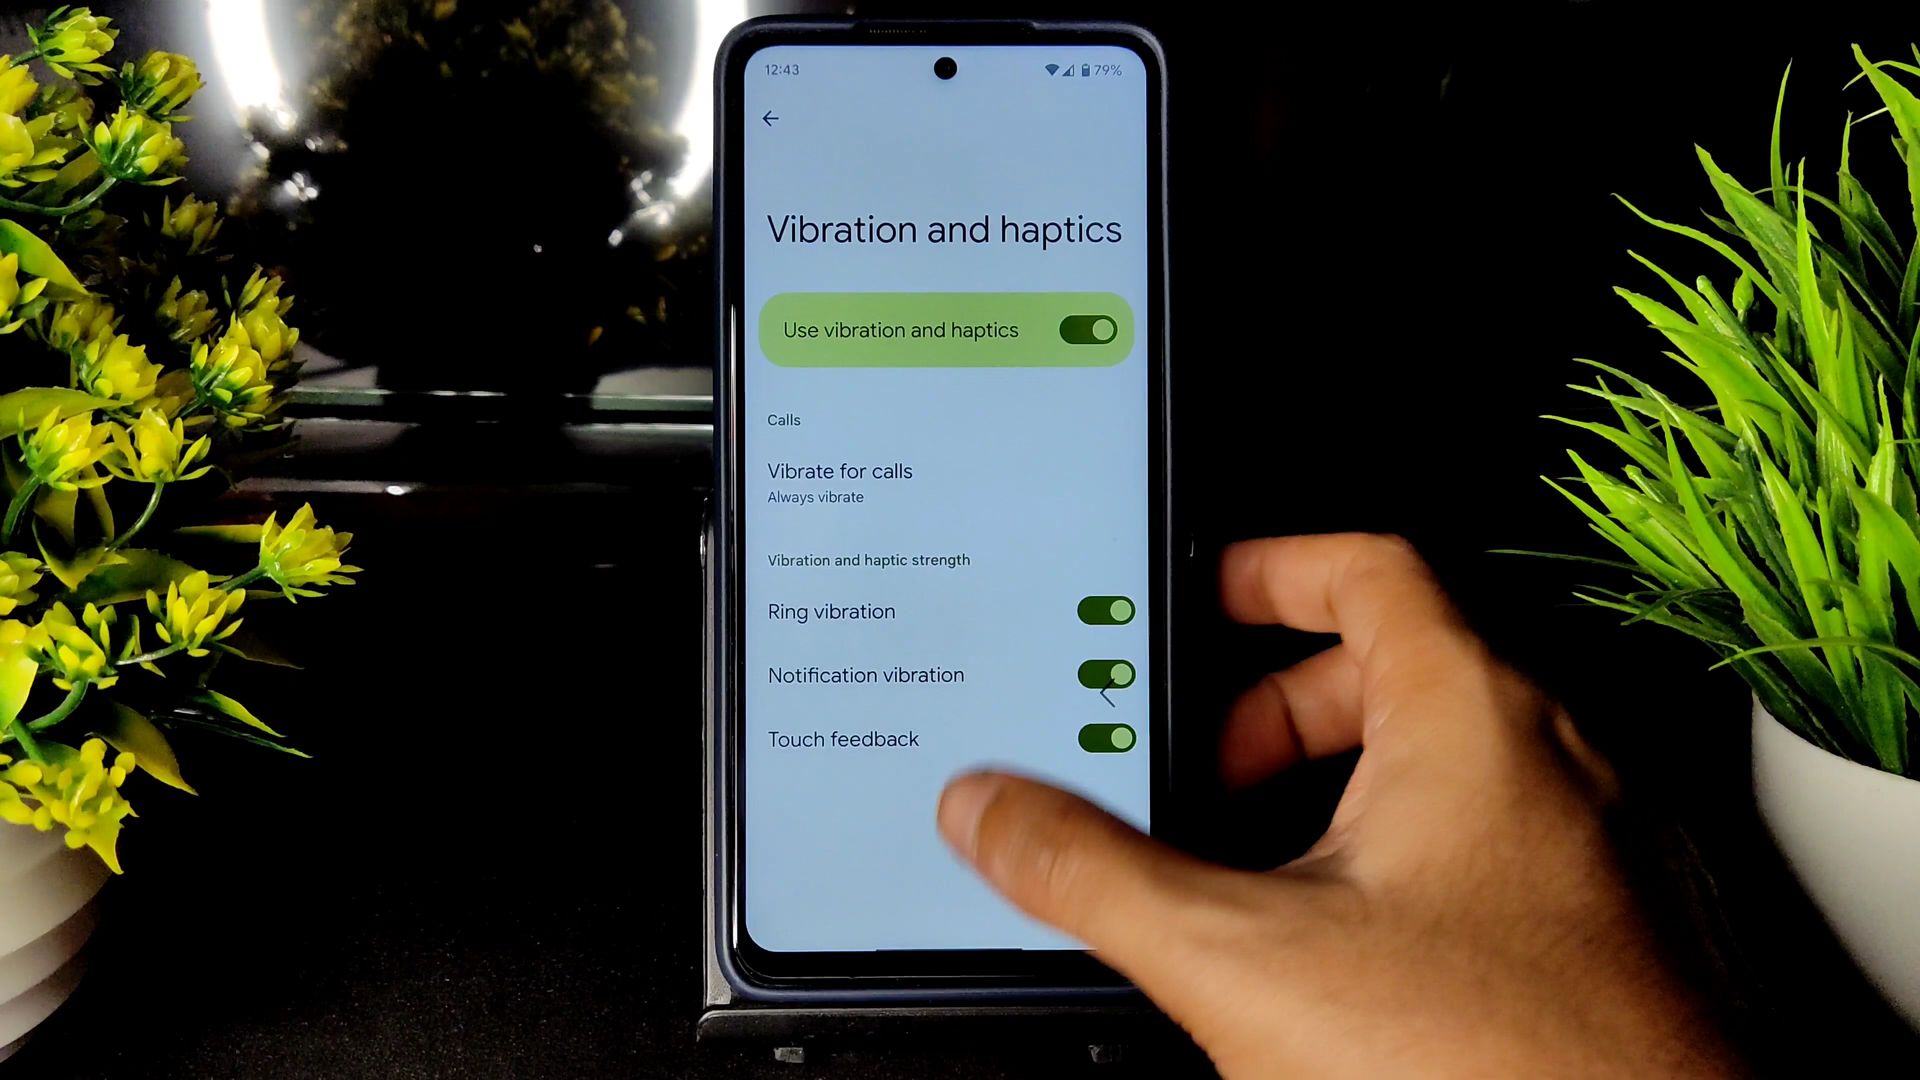 12:43 79%
Vibration and haptics
Use vibration and haptics
Calls
Vibrate for calls
Always vibrate
Vibration and haptic strength
Ring vibration
Notification vibration
Touch feedback